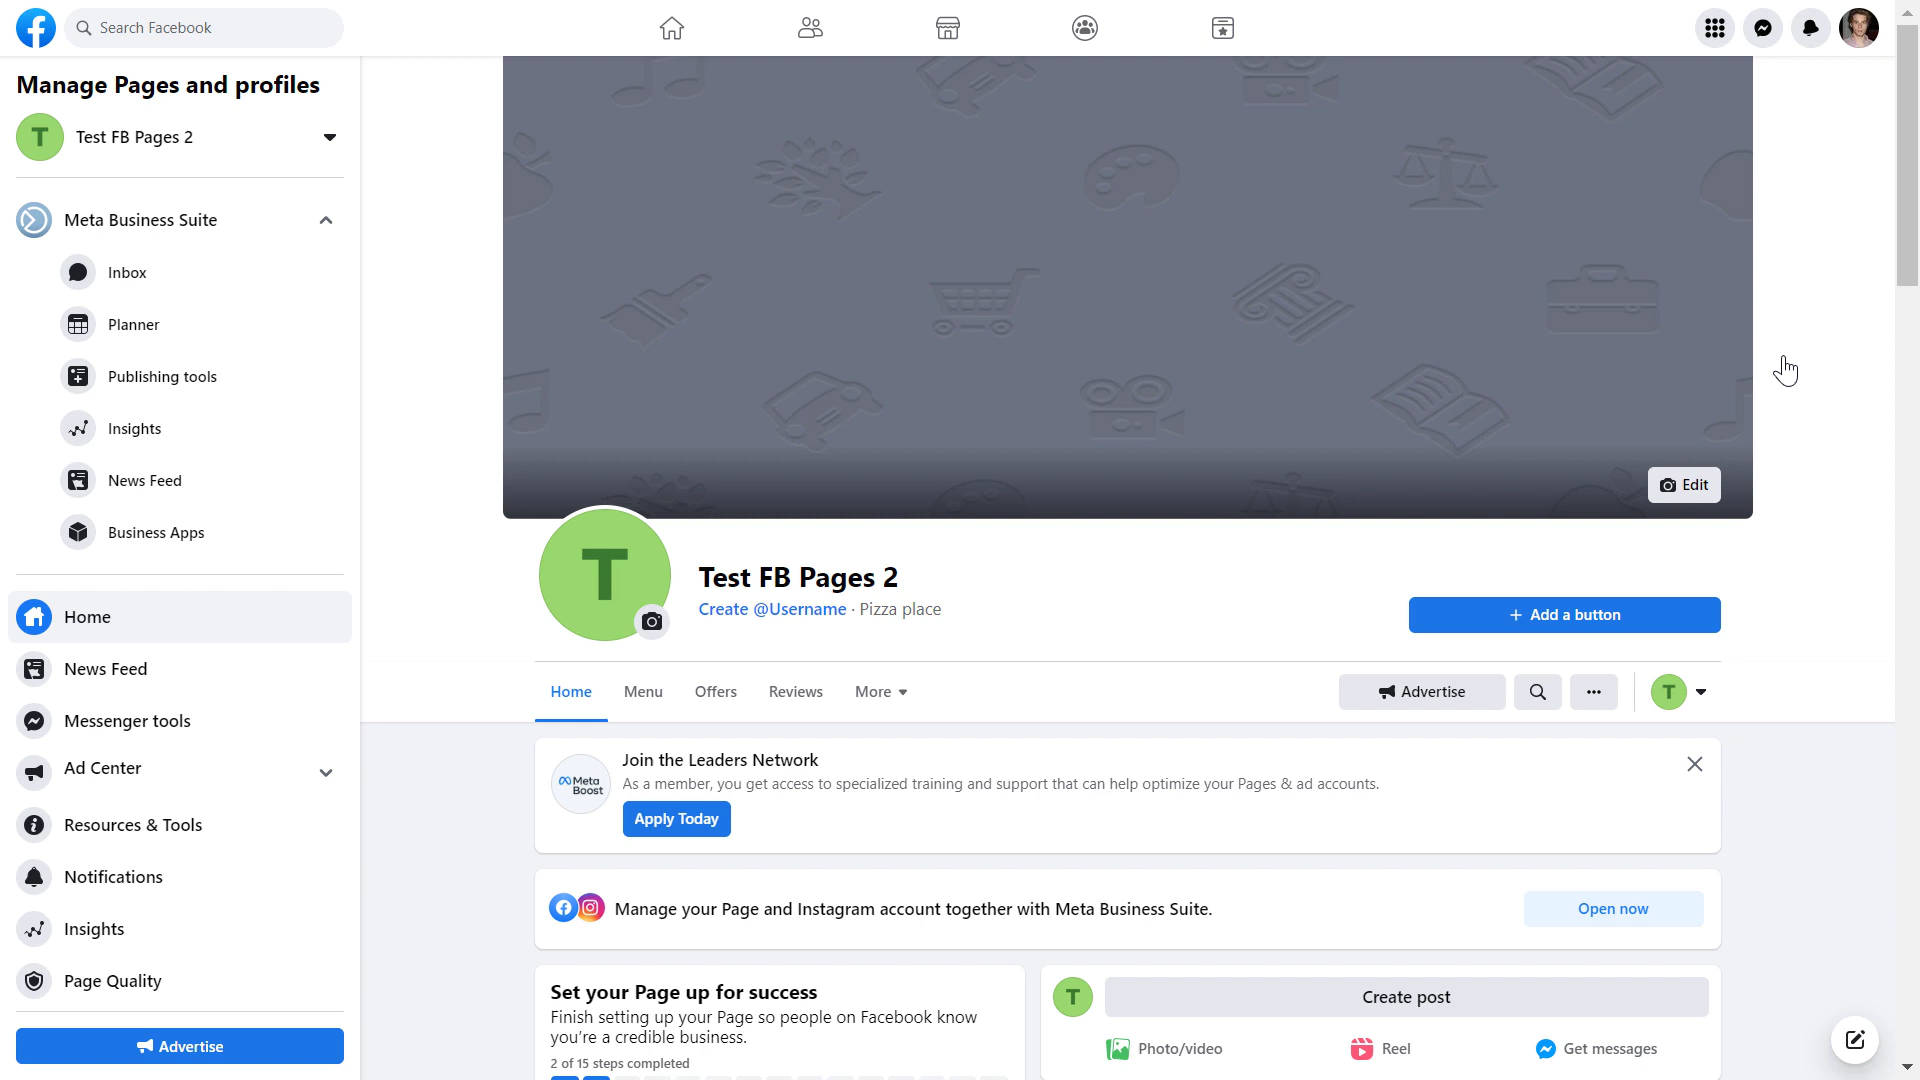 Search Facebook
Manage Pages and profiles
T
Test FB Pages 2
Meta Business Suite
Inbox
Planner
Publishing tools
Insights
News Feed
Business Apps
Home
News Feed
Messenger tools
Ad Center
Resources & Tools
Notifications
Insights
Page Quality
Advertise
Edit
T
Test FB Pages 2
Create @Username · Pizza place
+ Add a button
Home Menu Offers Reviews More
Advertise
T
Meta Boost
Join the Leaders Network
As a member, you get access to specialized training and support that can help optimize your Pages & ad accounts.
Apply Today
Manage your Page and Instagram account together with Meta Business Suite.
Open now
Set your Page up for success
Finish setting up your Page so people on Facebook know
you're a credible business.
2 of 15 steps completed
T
Create post
Photo/video Reel Get messages